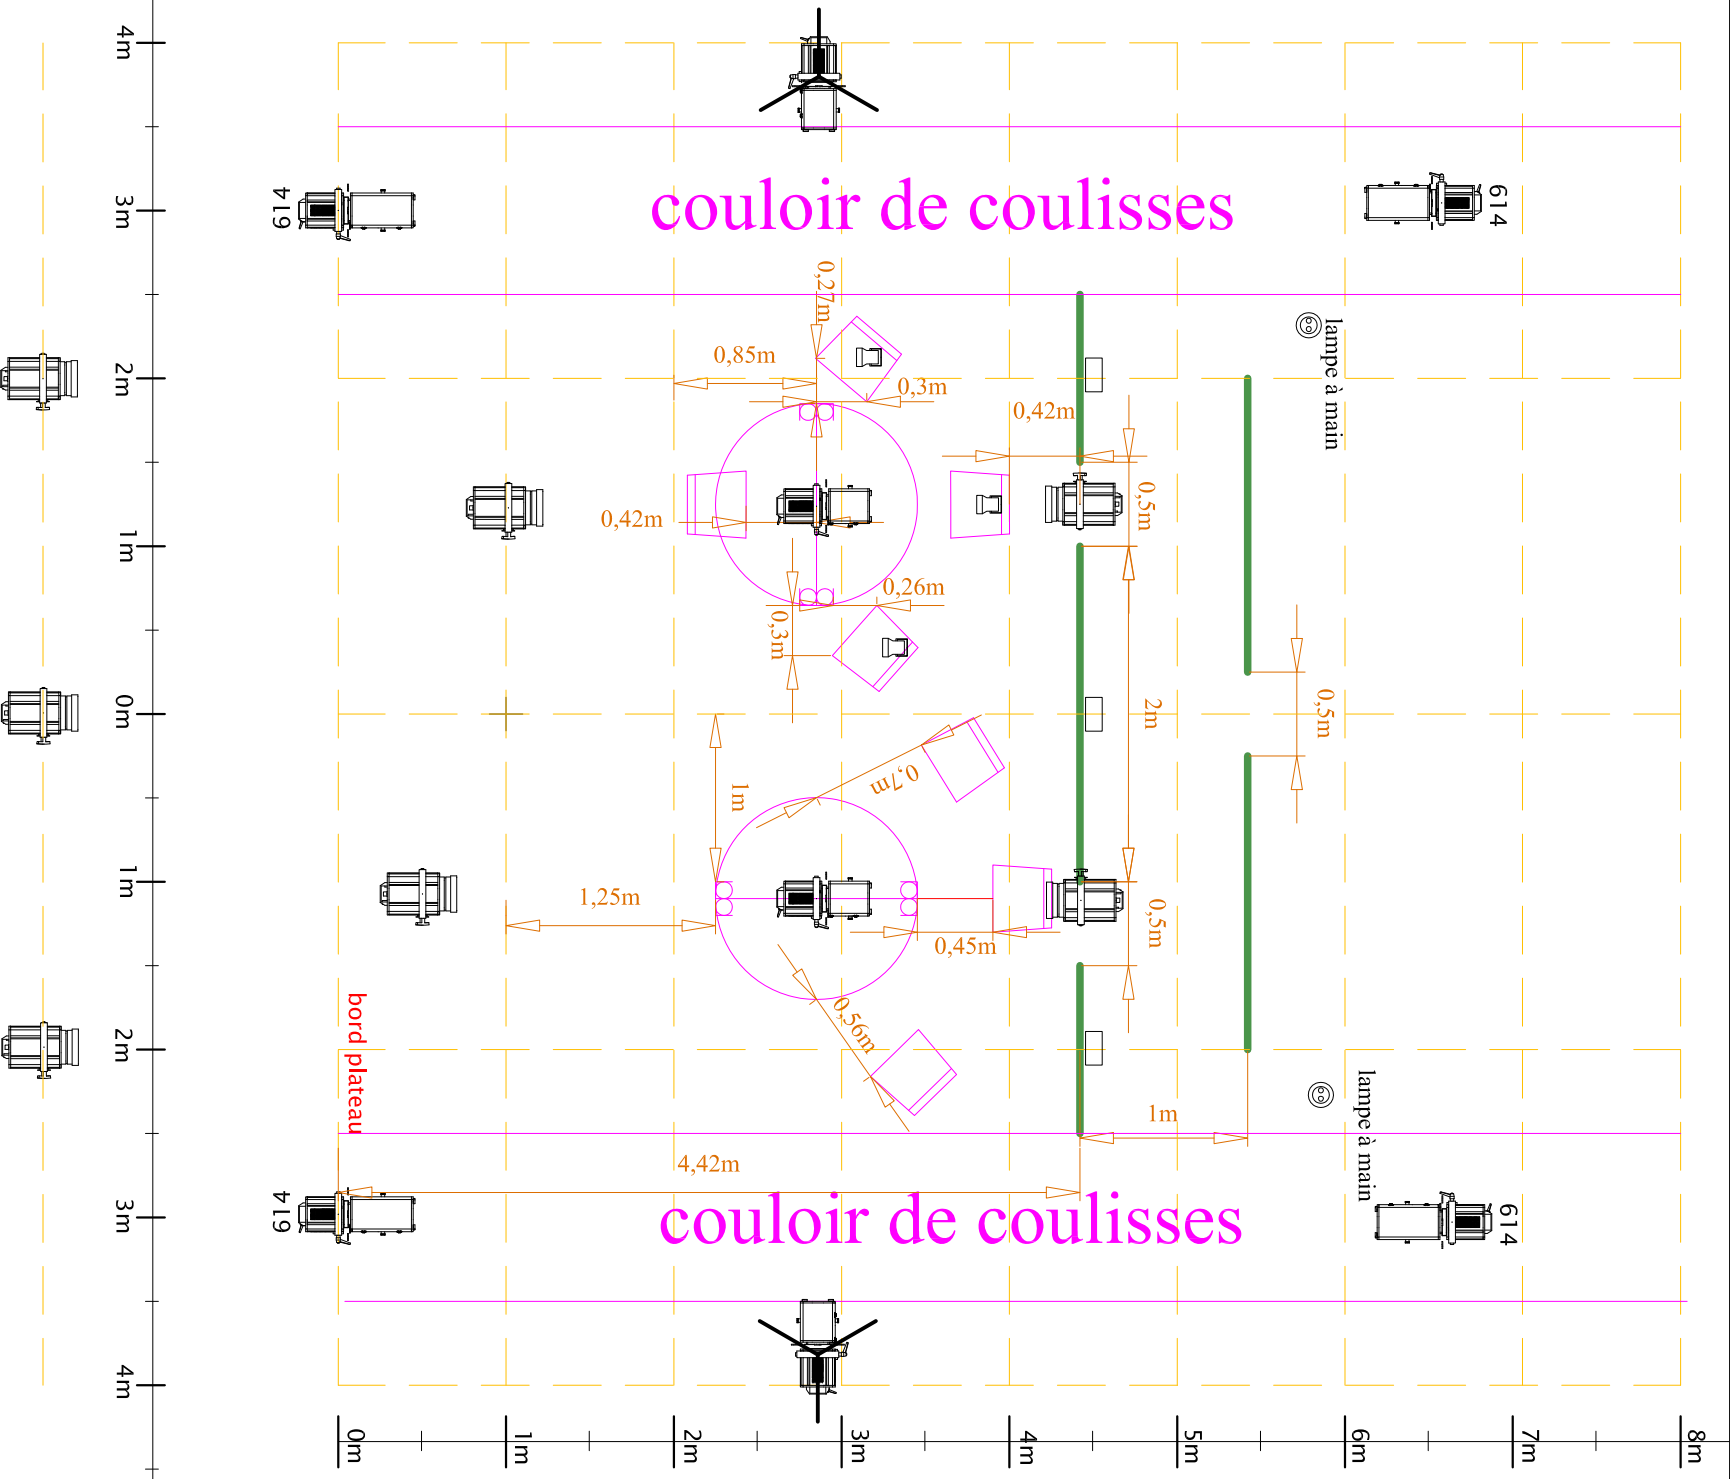 4m
3m
2m
1m
0m
1m
2m
3m
4m
619
couloir de coulisses
614
0,27m
lampe à main
0,85m
0,3m
0,42m
0,42m
0,5m
0,26m
0,3m
2m
0,5m
0,7m
1m
1,25m
0,5m
0,45m
bord plateau
0,56m
lampe à main
1m
4,42m
619
couloir de coulisses
614
0m
1m
2m
3m
4m
5m
6m
7m
8m